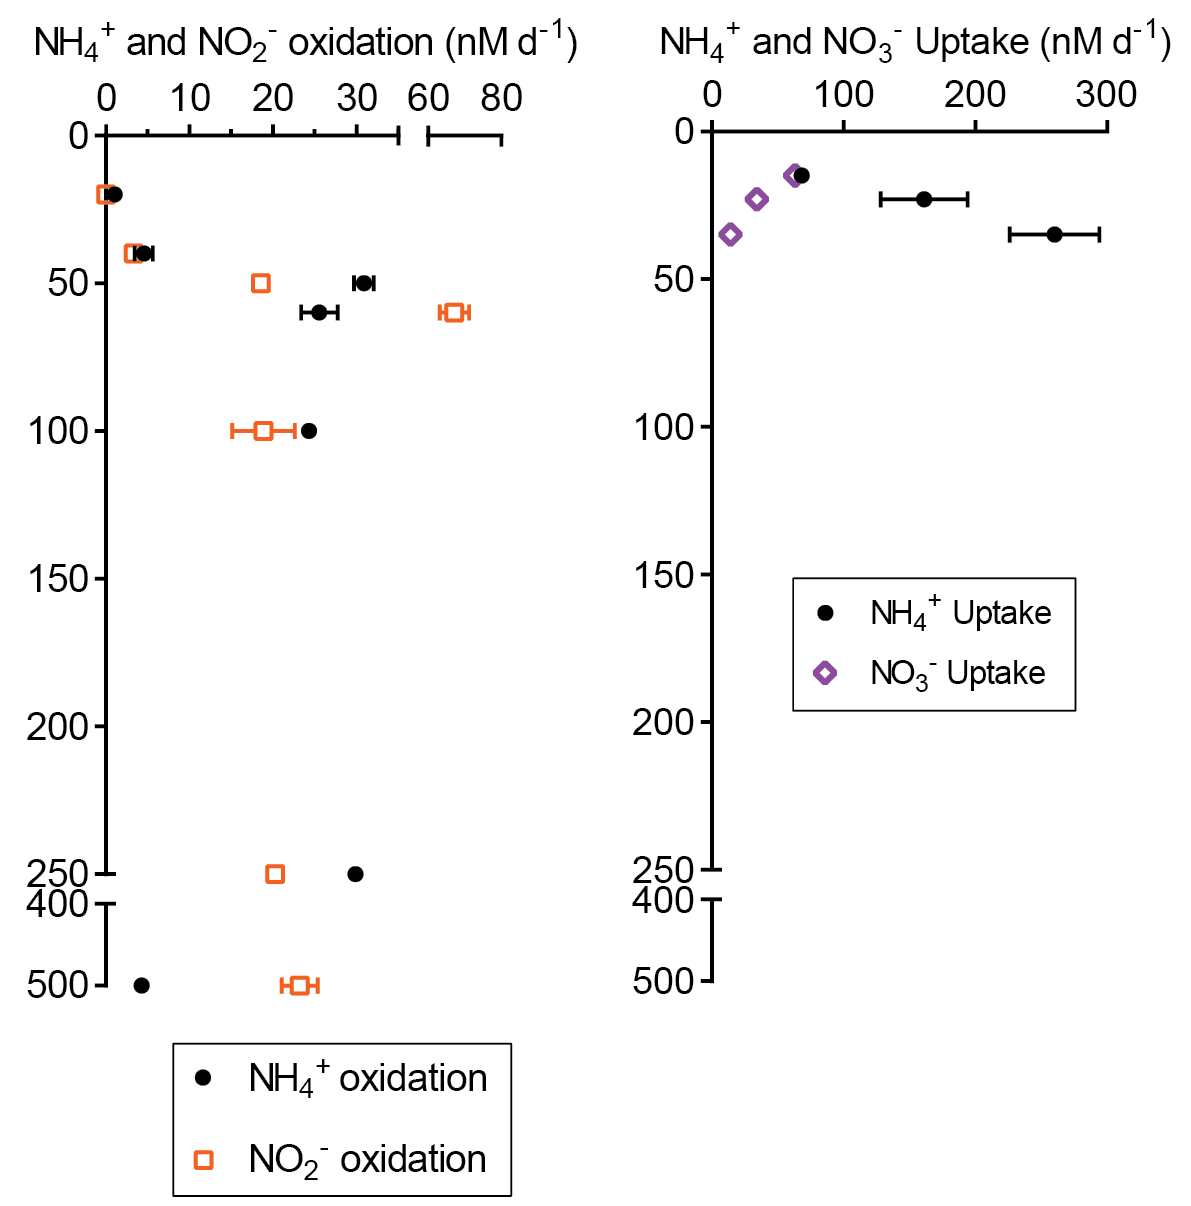 NH₄⁺ and NO₂⁻ oxidation (nM d⁻¹)
0 10 20 30 60 80
0
50
100
150
200
250
400
500
NH₄⁺ oxidation
NO₂⁻ oxidation
NH₄⁺ and NO₃⁻ Uptake (nM d⁻¹)
0 100 200 300
0
50
100
150
200
250
400
500
NH₄⁺ Uptake
NO₃⁻ Uptake